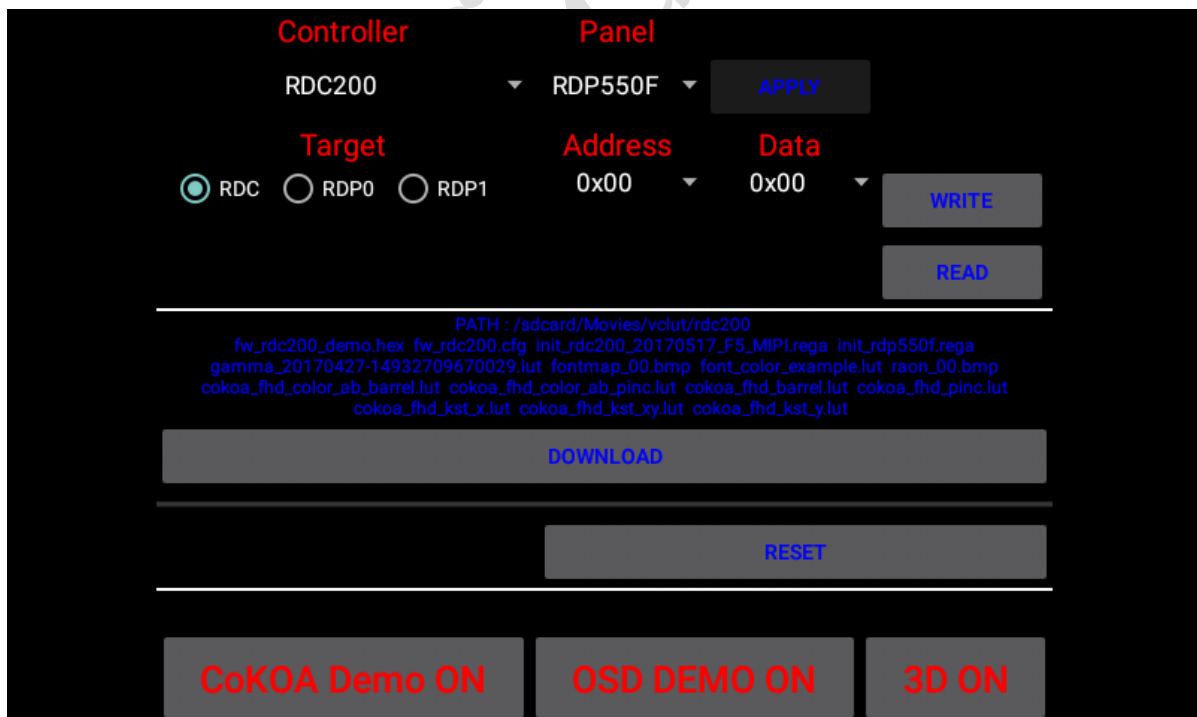 Controller Panel
RDC200 RDP550F APPLY
Target Address Data
RDC RDP0 RDP1 0x00 0x00 WRITE
READ
PATH : /sdcard/Movies/vclut/rdc200
fw_rdc200_demo.hex fw_rdc200.cfg init_rdc200_20170517_F5_MIPI.rega init_rdp550f.rega
gamma_20170427-14932709670029.lut fontmap_00.bmp font_color_example.lut raon_00.bmp
cokoa_fhd_color_ab_barrel.lut cokoa_fhd_color_ab_pinc.lut cokoa_fhd_barrel.lut cokoa_fhd_pinc.lut
cokoa_fhd_kst_x.lut cokoa_fhd_kst_xy.lut cokoa_fhd_kst_y.lut
DOWNLOAD
RESET
CoKOA Demo ON OSD DEMO ON 3D ON